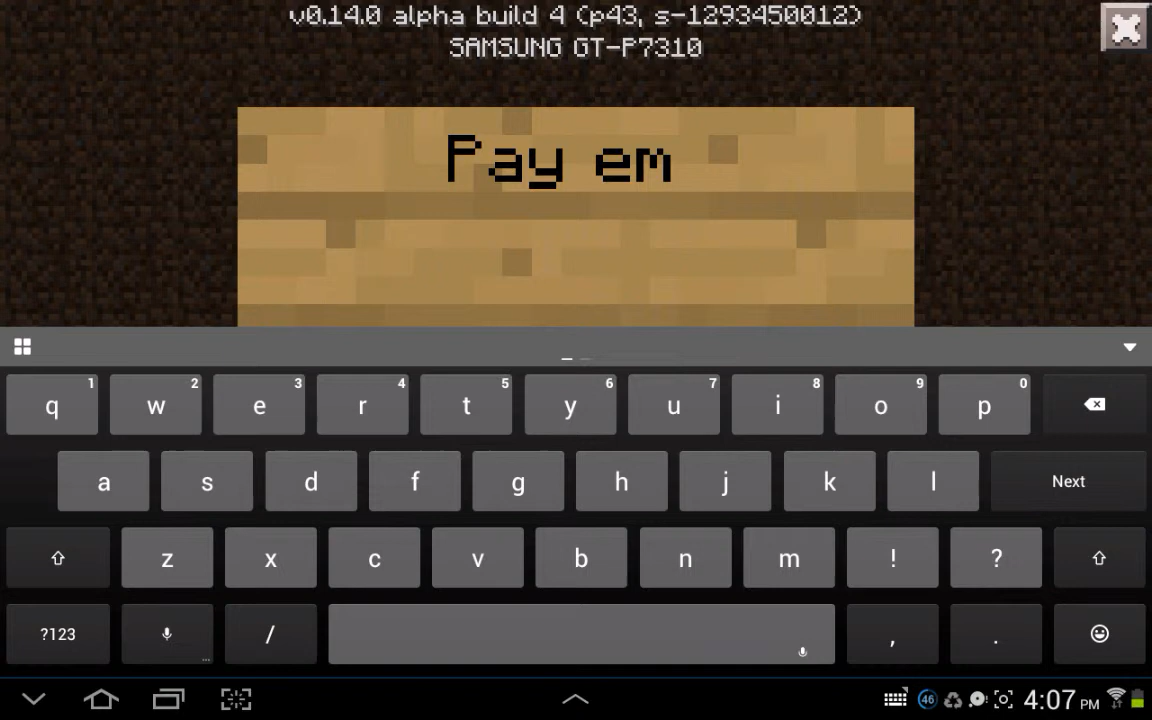 v0.14.0 alpha build 4 (p43, s-1293450012)
SAMSUNG GT-P7310
Pay em
q 1 w 2 e 3 r 4 t 5 y 6 u 7 i 8 o 9 p 0
a s d f g h j k l Next
z x c v b n m ! ?
?123 ... / , .
46 4:07 PM